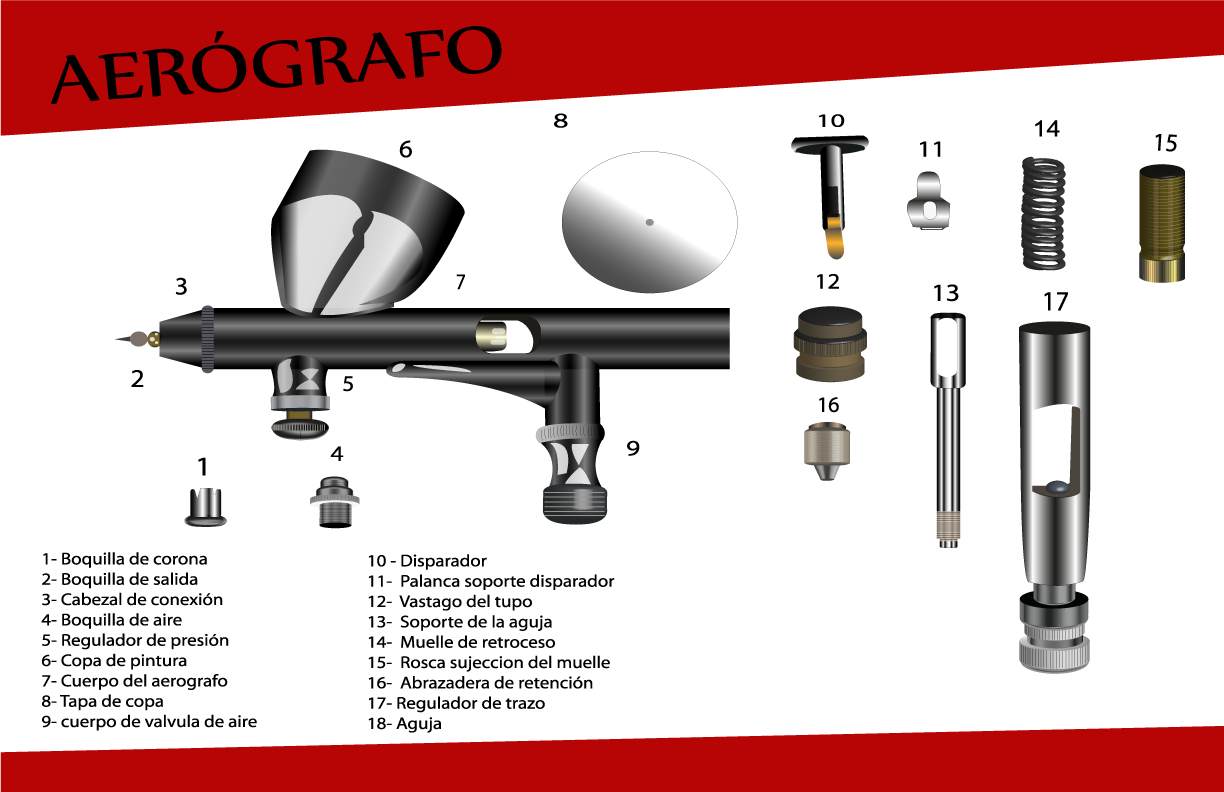 AERÓGRAFO
8
10
6
14
11
15
7
3
12
13
17
2
5
16
1
4
9
1- Boquilla de corona
2- Boquilla de salida
3- Cabezal de conexión
4- Boquilla de aire
5- Regulador de presión
6- Copa de pintura
7- Cuerpo del aerografo
8- Tapa de copa
9- cuerpo de valvula de aire
10 - Disparador
11- Palanca soporte disparador
12- Vastago del tupo
13- Soporte de la aguja
14- Muelle de retroceso
15- Rosca sujeccion del muelle
16- Abrazadera de retención
17- Regulador de trazo
18- Aguja